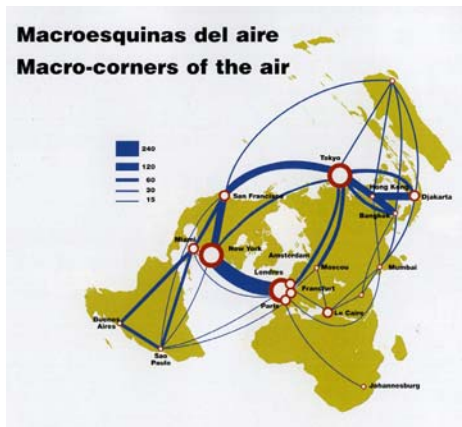 Macroesquinas del aire
Macro-corners of the air
240
120
60
30
15
Tokyo
Hong Kong
San Francisco
Djakarta
Bangkok
Miami
New York
Amsterdam
Moscou
Mumbai
Londres
Frankfurt
Paris
Le Caire
Buenos
Aires
Sao
Paulo
Johannesburg